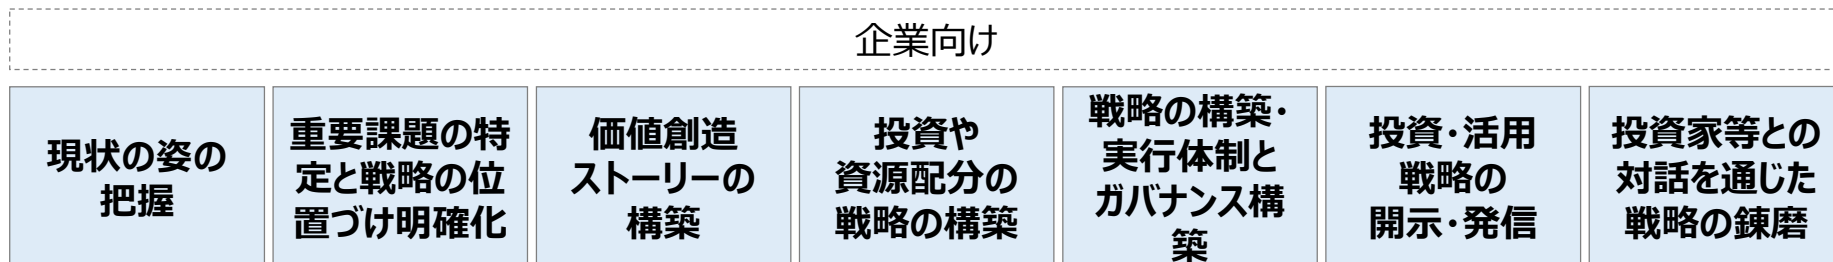 企業向け
現状の姿の
把握
重要課題の特
定と戦略の位
置づけ明確化
価値創造
ストーリーの
構築
投資や
資源配分の
戦略の構築
戦略の構築・
実行体制と
ガバナンス構
築
投資・活用
戦略の
開示・発信
投資家等との
対話を通じた
戦略の錬磨